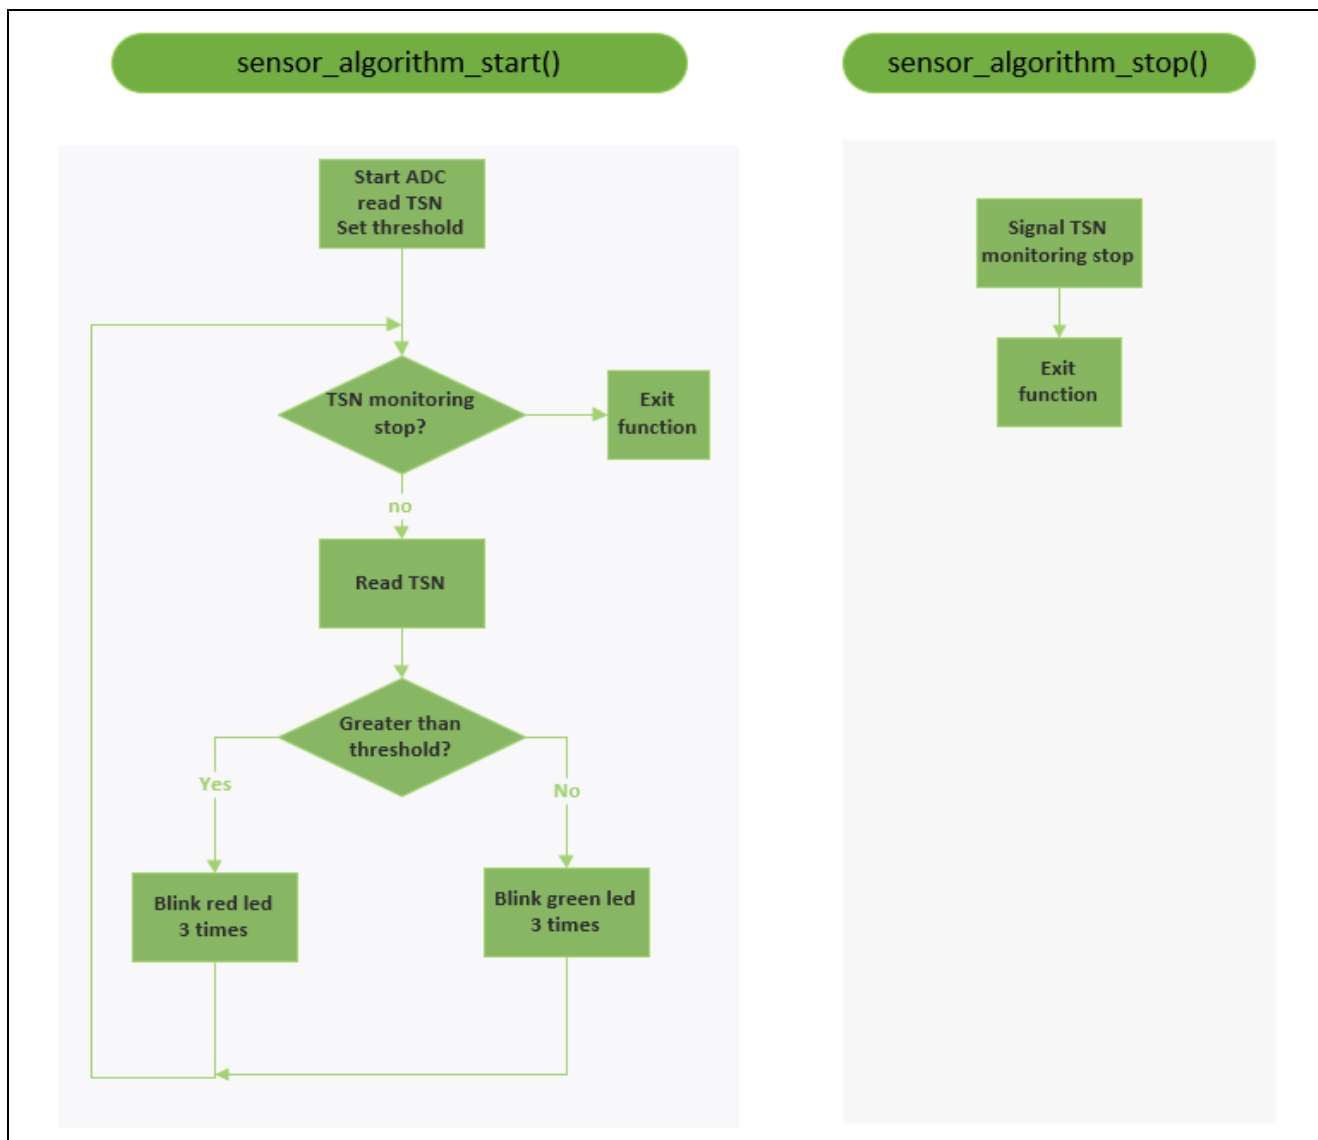 sensor_algorithm_start()
Start ADC
read TSN
Set threshold
TSN monitoring
stop?
Exit
function
no
Read TSN
Greater than
threshold?
Yes
No
Blink red led
3 times
Blink green led
3 times
sensor_algorithm_stop()
Signal TSN
monitoring stop
Exit
function